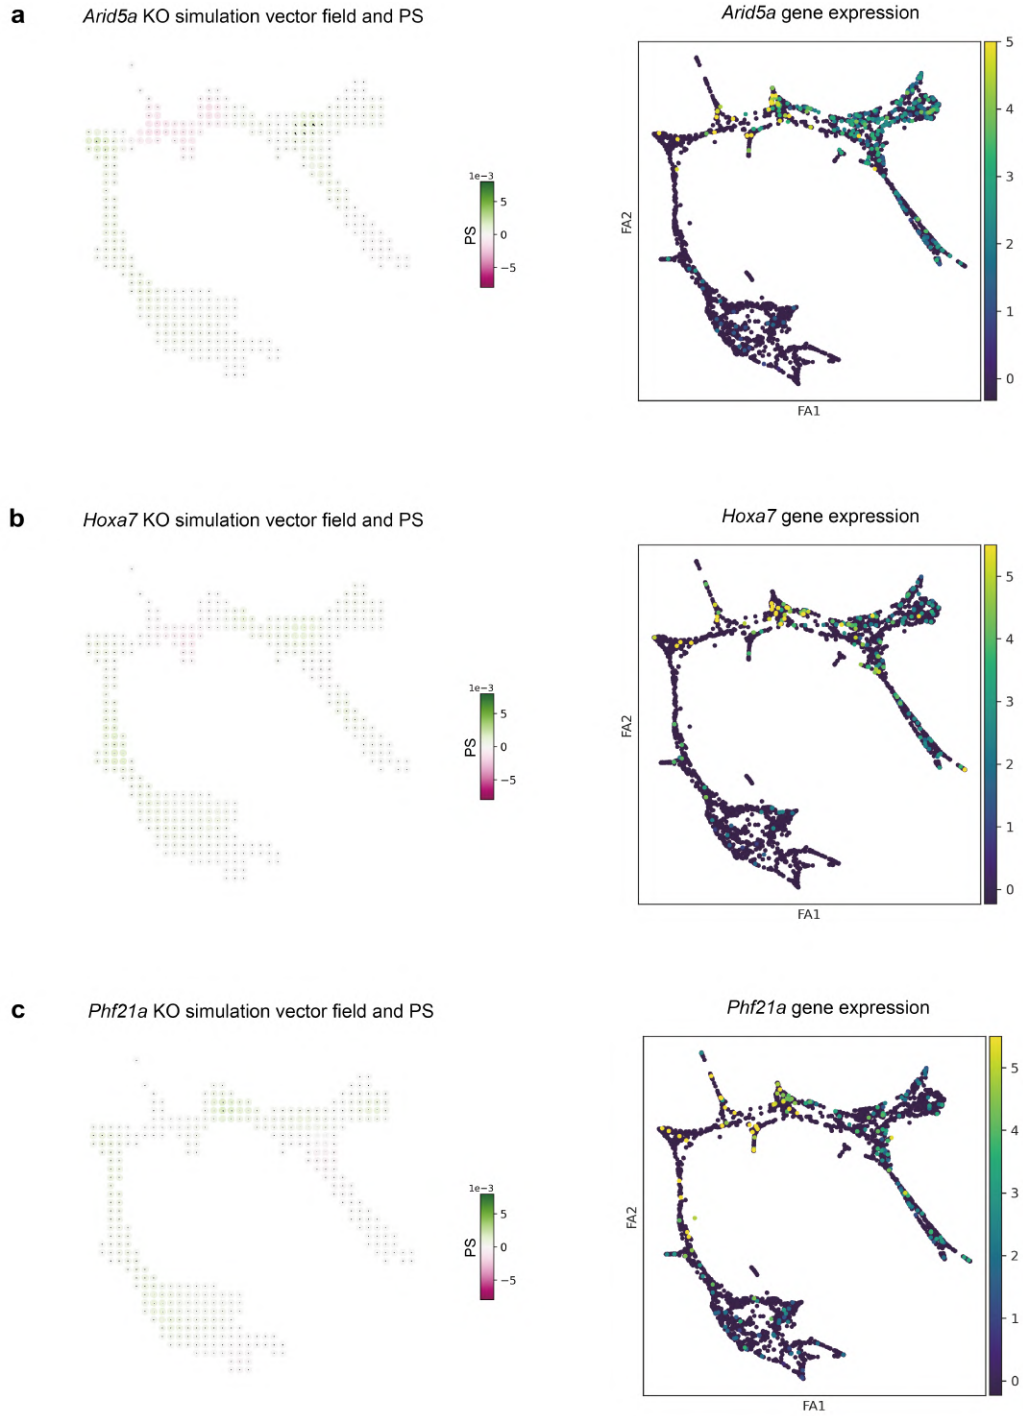 a
Arid5a KO simulation vector field and PS
Arid5a gene expression
1e−3
5
0
−5
PS
FA2
FA1
5
4
3
2
1
0
b
Hoxa7 KO simulation vector field and PS
Hoxa7 gene expression
1e−3
5
0
−5
PS
FA2
FA1
5
4
3
2
1
0
c
Phf21a KO simulation vector field and PS
Phf21a gene expression
1e−3
5
0
−5
PS
FA2
FA1
5
4
3
2
1
0